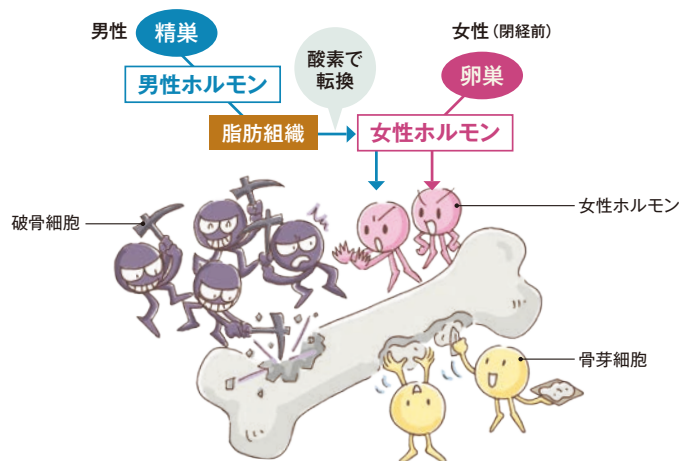 男性
精巣
男性ホルモン
脂肪組織
酸素で
転換
女性（閉経前）
卵巣
女性ホルモン
破骨細胞
女性ホルモン
骨芽細胞